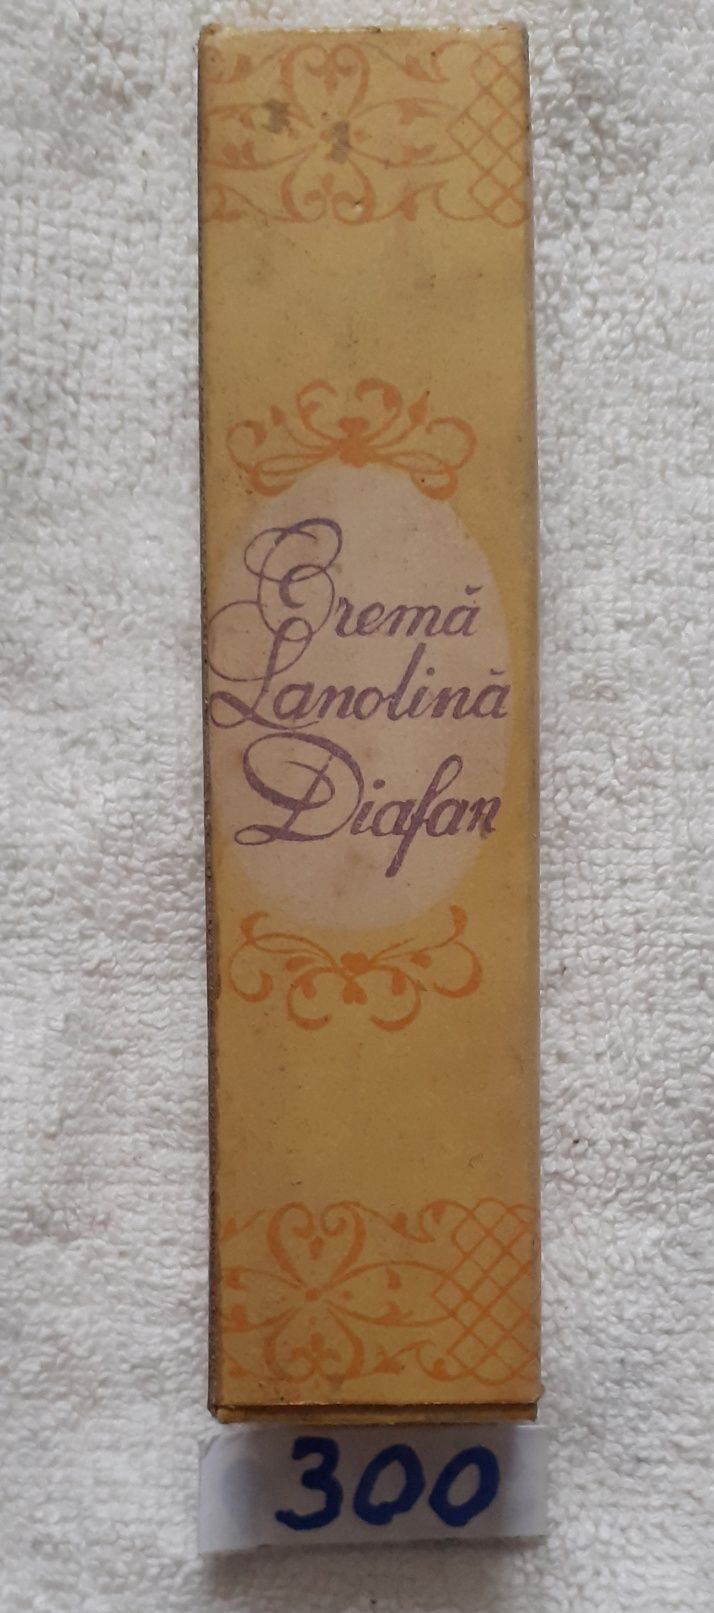 Cremă
Lanolină
Diafan
300